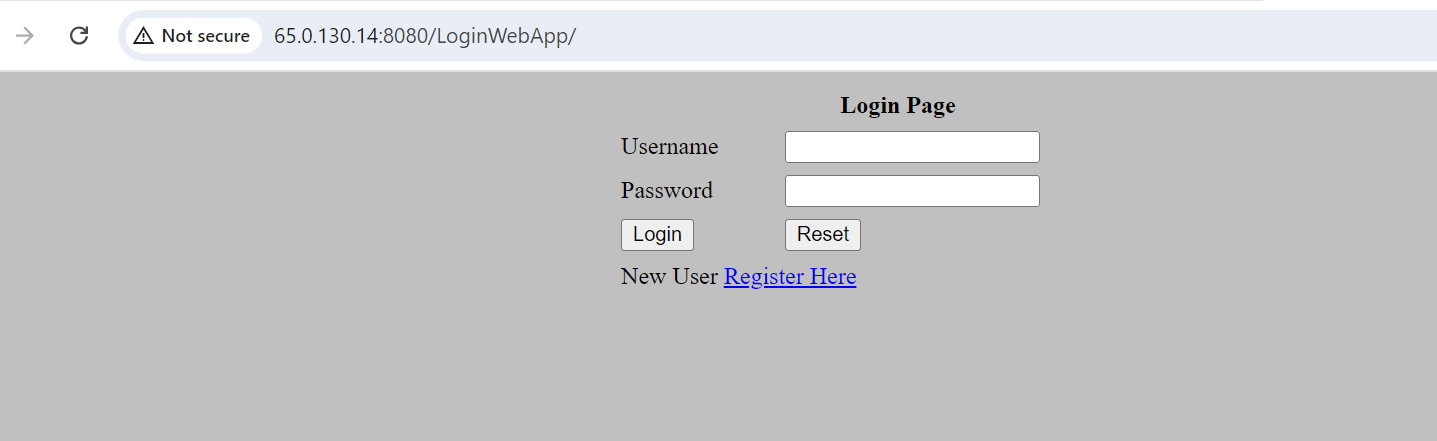 Not secure 65.0.130.14:8080/LoginWebApp/
Login Page
Username
Password
Login Reset
New User Register Here